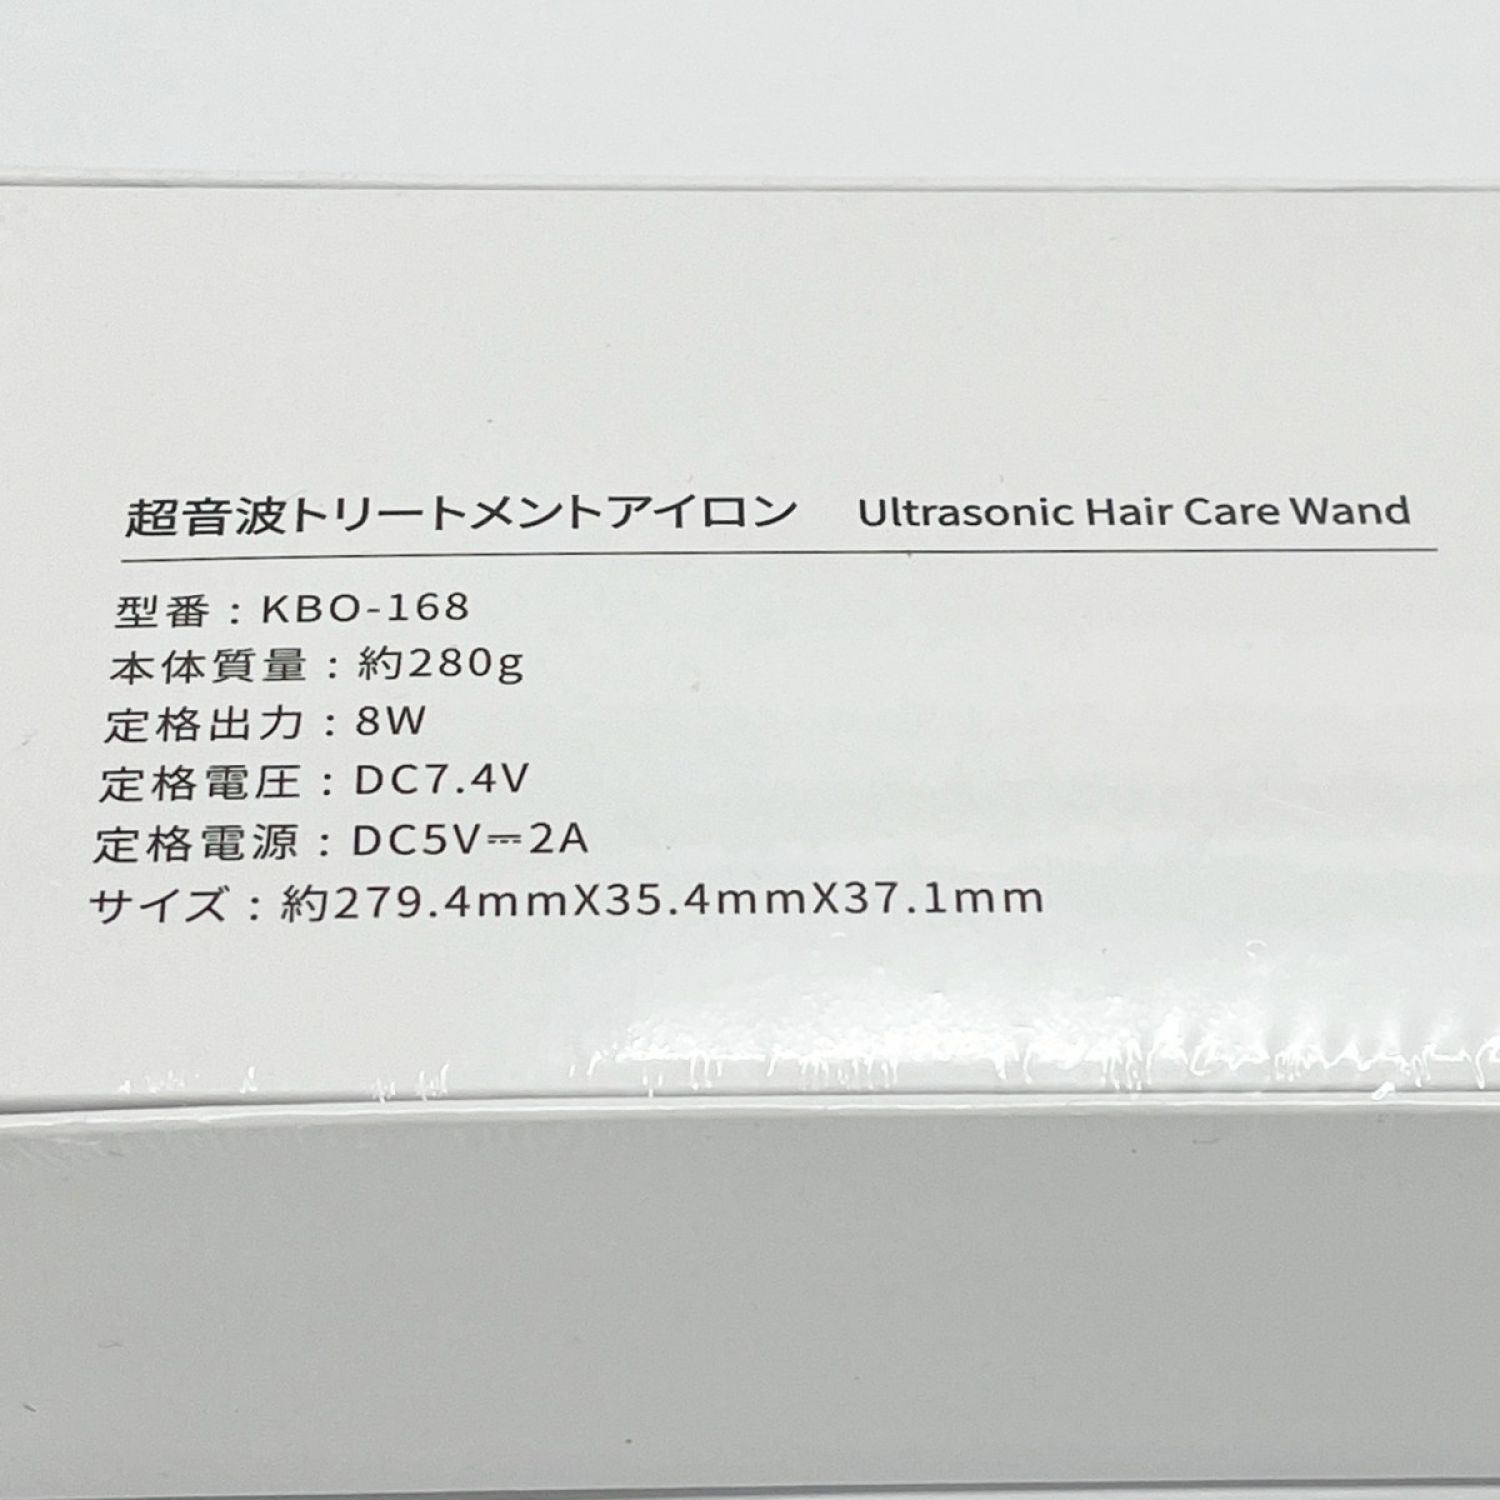 超音波トリートメントアイロン Ultrasonic Hair Care Wand
型番：KBO-168
本体質量：約280g
定格出力：8W
定格電圧：DC7.4V
定格電源：DC5V⎓2A
サイズ：約279.4mmX35.4mmX37.1mm